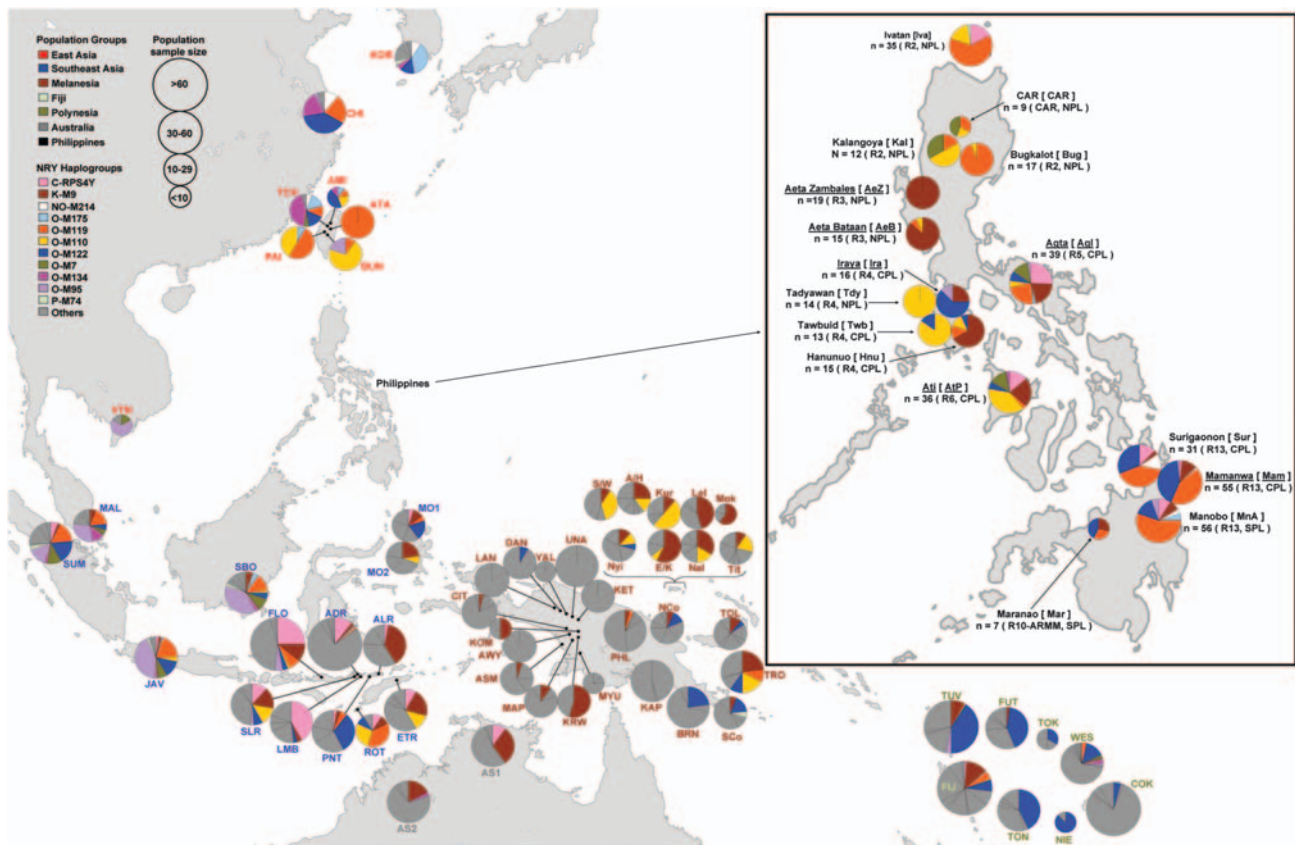 Population Groups
East Asia
Southeast Asia
Melanesia
Fiji
Polynesia
Australia
Philippines
Population
sample size
>60
30-60
10-29
<10
NRY Haplogroups
C-RPS4Y
K-M9
NO-M214
O-M175
O-M119
O-M110
O-M122
O-M7
O-M134
O-M95
P-M74
Others
KOR
CHI
AMI
ATA
PAI
BUN
Philippines
MAL
SUM
SBO
JAV
MO1
MO2
FLO
ADR
ALR
SLR
LMB
PNT
ROT
ETR
S/W
A/H
Kur
Lal
Mok
Nyi
E/K
Nal
Tit
LAN
DAN
Y&L
UNA
KET
CIT
KOM
AWY
ASM
MAP
KRW
MYU
PHL
NCo
TOL
KAP
BRN
TRO
SCo
AS1
AS2
TUV
FUT
TOK
WES
FIJ
COK
TON
NIE
Ivatan [Iva]
n = 35 (R2, NPL)
CAR [ CAR]
n = 9 (CAR, NPL)
Kalangoya [ Kal ]
N = 12 ( R2, NPL)
Bugkalot [ Bug]
n = 17 ( R2, NPL)
Aeta Zambales [ AeZ ]
n =19 ( R3, NPL)
Aeta Bataan [ AeB ]
n = 15 ( R3, NPL)
Agta [ Agl ]
n = 39 ( R5, CPL)
Iraya [ Ira ]
n = 16 ( R4, CPL)
Tadyawan [ Tdy ]
n = 14 ( R4, NPL)
Tawbuid [ Twb ]
n = 13 ( R4, CPL)
Hanunuo [ Hnu ]
n = 15 ( R4, CPL)
Ati [ AtP ]
n = 36 ( R6, CPL)
Surigaonon [ Sur ]
n = 31 ( R13, CPL)
Mamanwa [ Mam ]
n = 55 ( R13, CPL)
Manobo [ MnA ]
n = 56 ( R13, SPL)
Maranao [ Mar ]
n = 7 ( R10-ARMM, SPL)